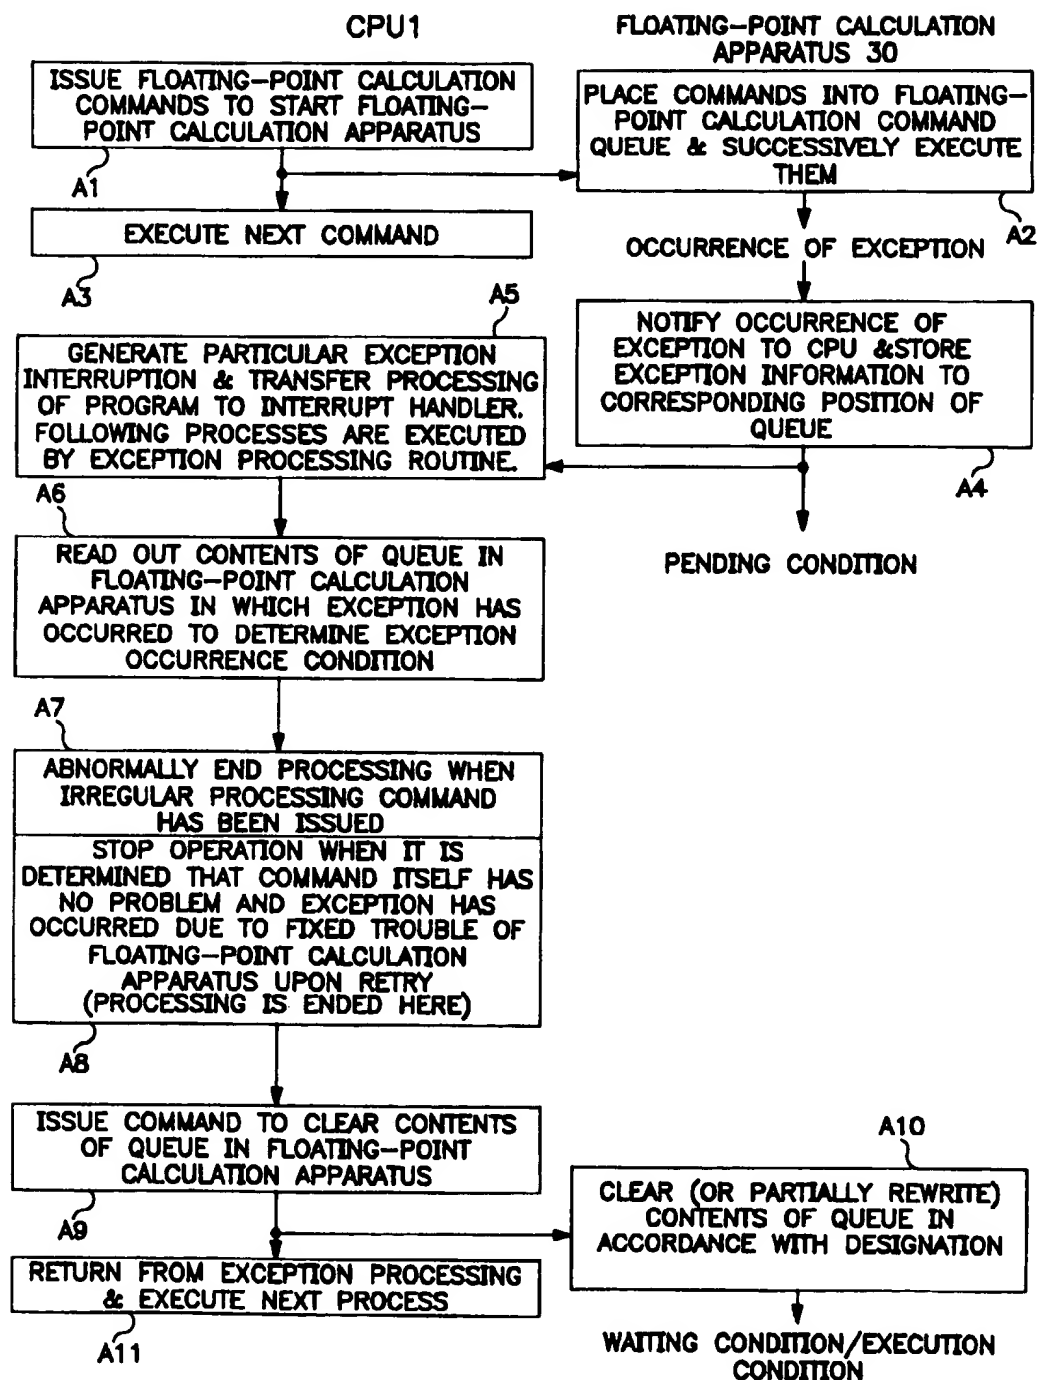 CPU1
FLOATING-POINT CALCULATION
APPARATUS 30
ISSUE FLOATING-POINT CALCULATION
COMMANDS TO START FLOATING-
POINT CALCULATION APPARATUS
A1
PLACE COMMANDS INTO FLOATING-
POINT CALCULATION COMMAND
QUEUE & SUCCESSIVELY EXECUTE
THEM
A2
EXECUTE NEXT COMMAND
A3
OCCURRENCE OF EXCEPTION
NOTIFY OCCURRENCE OF
EXCEPTION TO CPU &STORE
EXCEPTION INFORMATION TO
CORRESPONDING POSITION OF
QUEUE
A4
PENDING CONDITION
A5
GENERATE PARTICULAR EXCEPTION
INTERRUPTION & TRANSFER PROCESSING
OF PROGRAM TO INTERRUPT HANDLER.
FOLLOWING PROCESSES ARE EXECUTED
BY EXCEPTION PROCESSING ROUTINE.
A6
READ OUT CONTENTS OF QUEUE IN
FLOATING-POINT CALCULATION
APPARATUS IN WHICH EXCEPTION HAS
OCCURRED TO DETERMINE EXCEPTION
OCCURRENCE CONDITION
A7
ABNORMALLY END PROCESSING WHEN
IRREGULAR PROCESSING COMMAND
HAS BEEN ISSUED
STOP OPERATION WHEN IT IS
DETERMINED THAT COMMAND ITSELF HAS
NO PROBLEM AND EXCEPTION HAS
OCCURRED DUE TO FIXED TROUBLE OF
FLOATING-POINT CALCULATION
APPARATUS UPON RETRY
(PROCESSING IS ENDED HERE)
A8
ISSUE COMMAND TO CLEAR CONTENTS
OF QUEUE IN FLOATING-POINT
CALCULATION APPARATUS
A9
A10
CLEAR (OR PARTIALLY REWRITE)
CONTENTS OF QUEUE IN
ACCORDANCE WITH DESIGNATION
RETURN FROM EXCEPTION PROCESSING
& EXECUTE NEXT PROCESS
A11
WAITING CONDITION/EXECUTION
CONDITION